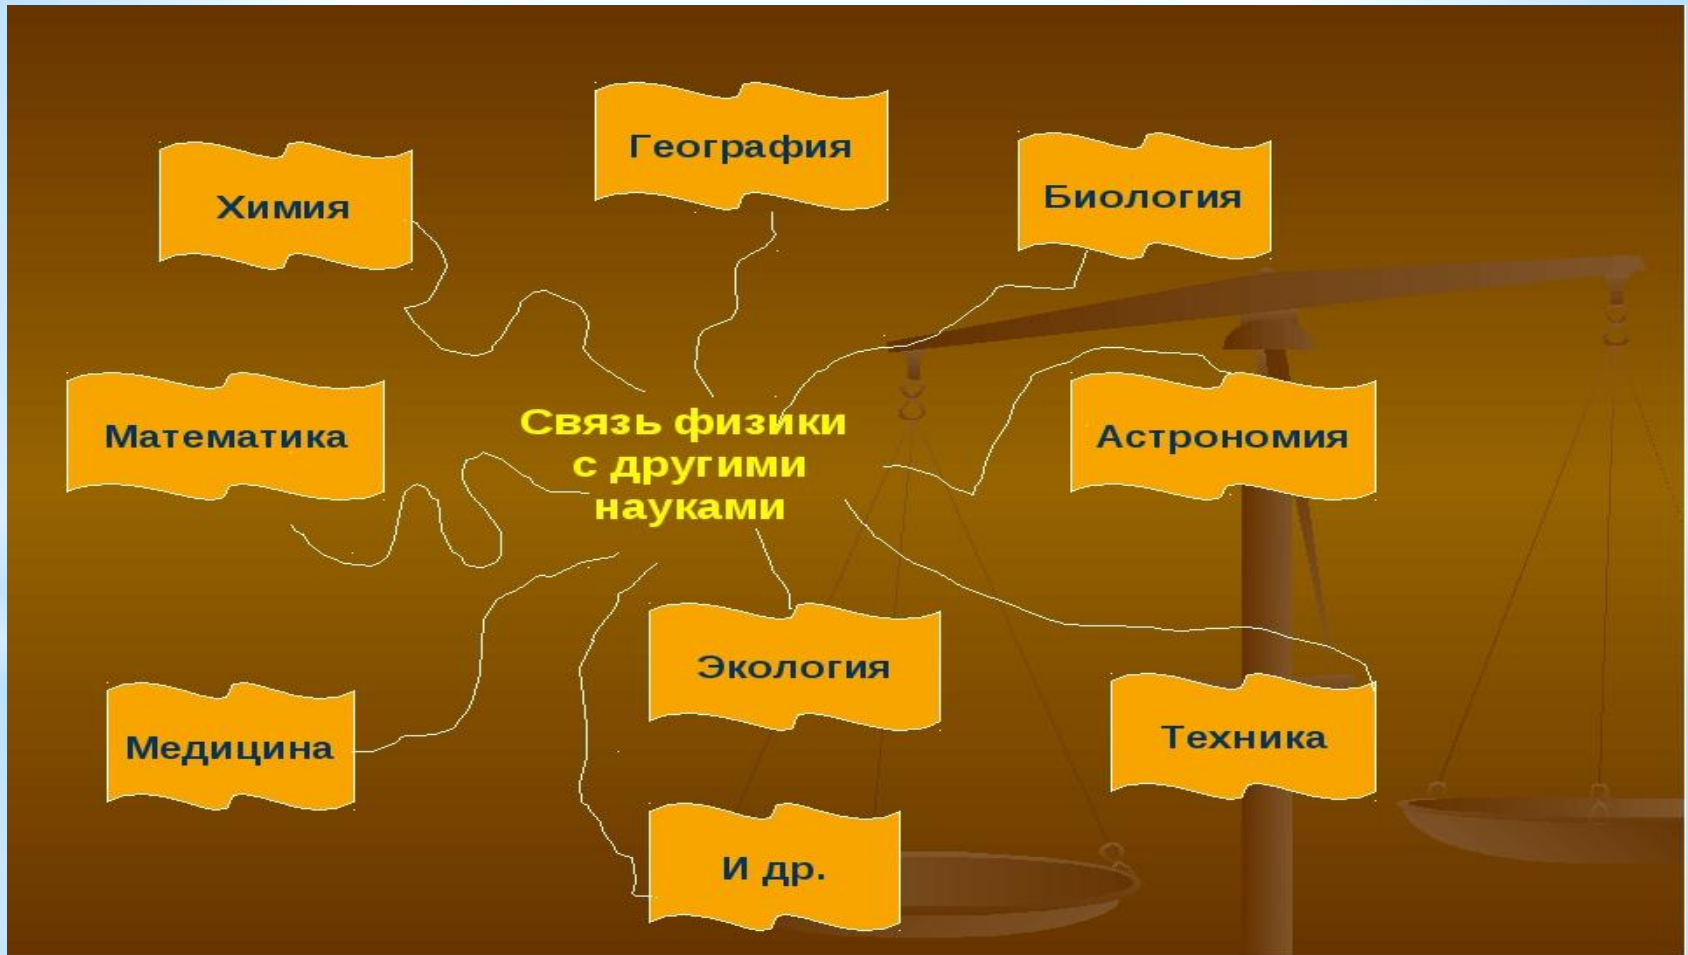 География
Биология
Химия
Связь физики
с другими
науками
Математика
Астрономия
Экология
Техника
Медицина
И др.